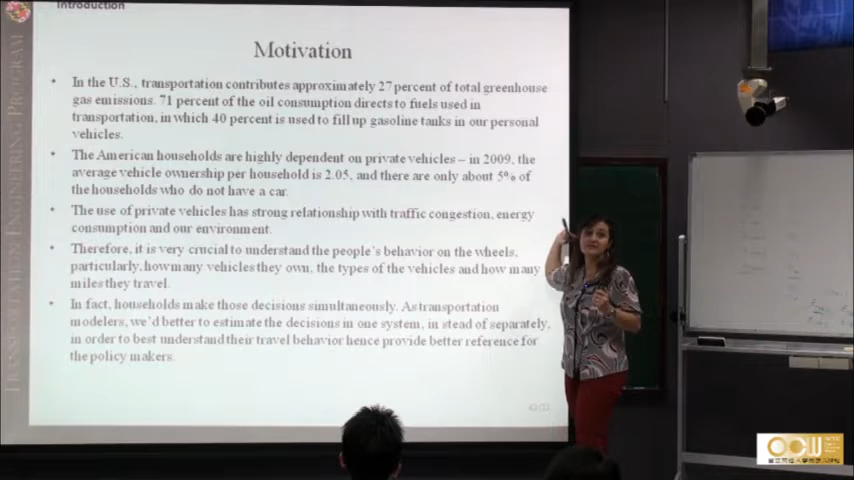 Introduction
Motivation
• In the U.S., transportation contributes approximately 27 percent of total greenhouse
gas emissions. 71 percent of the oil consumption directs to fuels used in
transportation, in which 40 percent is used to fill up gasoline tanks in our personal
vehicles.
• The American households are highly dependent on private vehicles – in 2009, the
average vehicle ownership per household is 2.05, and there are only about 5% of
the households who do not have a car.
• The use of private vehicles has strong relationship with traffic congestion, energy
consumption and our environment.
• Therefore, it is very crucial to understand the people's behavior on the wheels,
particularly, how many vehicles they own, the types of the vehicles and how many
miles they travel.
• In fact, households make those decisions simultaneously. As transportation
modelers, we'd better to estimate the decisions in one system, in stead of separately,
in order to best understand their travel behavior hence provide better reference for
the policy makers.
TRANSPORTATION ENGINEERING PROGRAM
OCW